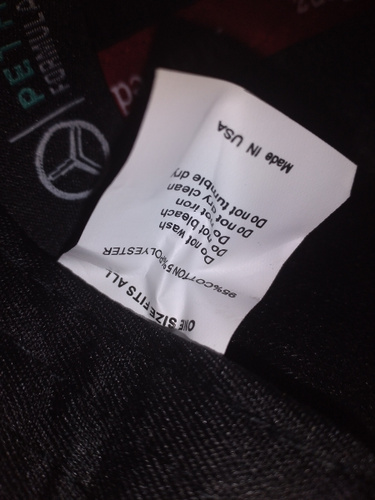 ONE SIZE FITS ALL
95%COTTON 5%POLYESTER
Do not wash
Do not bleach
Do not iron
Do not dry clean
Do not tumble dry
Made IN USA
FORMULA